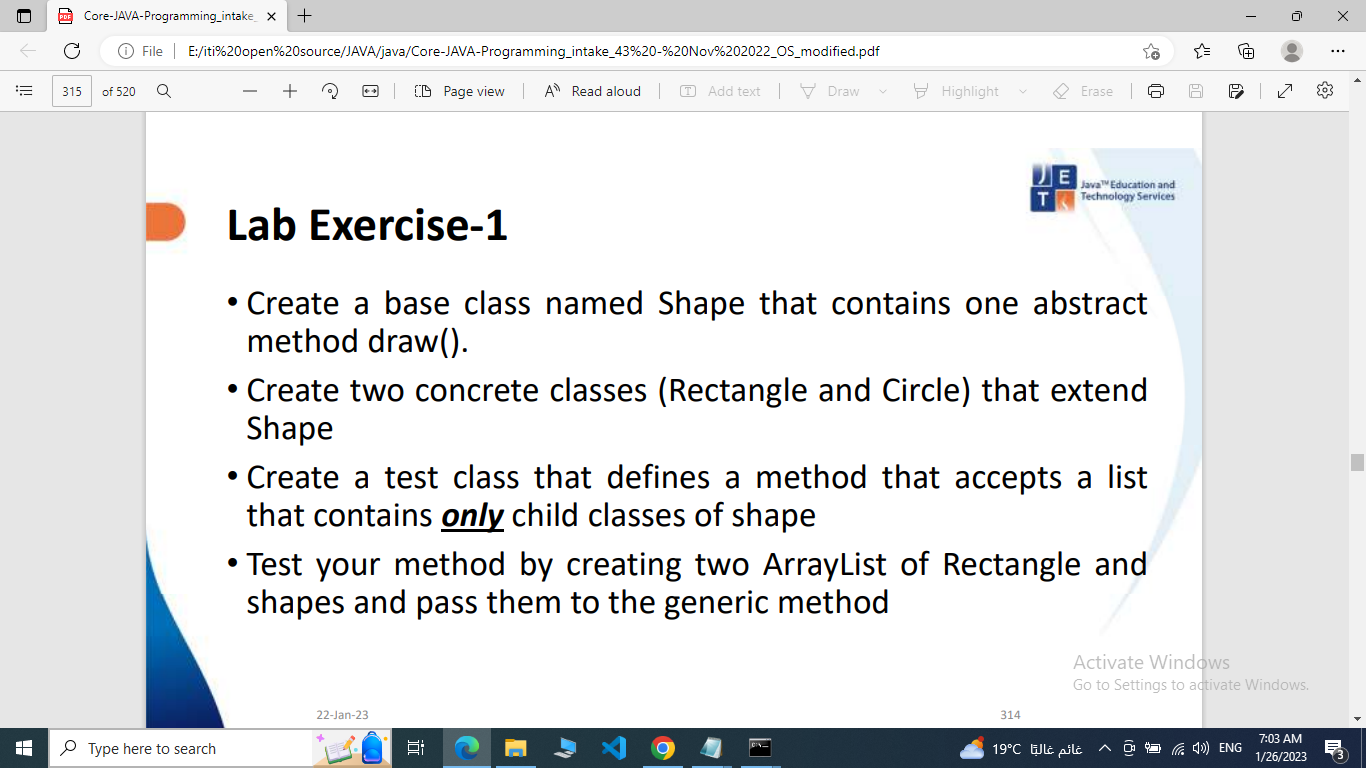 Core-JAVA-Programming_intake_
File
E:/iti%20open%20source/JAVA/java/Core-JAVA-Programming_intake_43%20-%20Nov%202022_OS_modified.pdf
315 of 520
Page view
Read aloud
Add text
Draw
Highlight
Erase
J E T
Java™ Education and
Technology Services
Lab Exercise-1
• Create a base class named Shape that contains one abstract
method draw().
• Create two concrete classes (Rectangle and Circle) that extend
Shape
• Create a test class that defines a method that accepts a list
that contains only child classes of shape
• Test your method by creating two ArrayList of Rectangle and
shapes and pass them to the generic method
Activate Windows
Go to Settings to activate Windows.
22-Jan-23
314
Type here to search
19°C غائم غالبًا
ENG
7:03 AM
1/26/2023
3